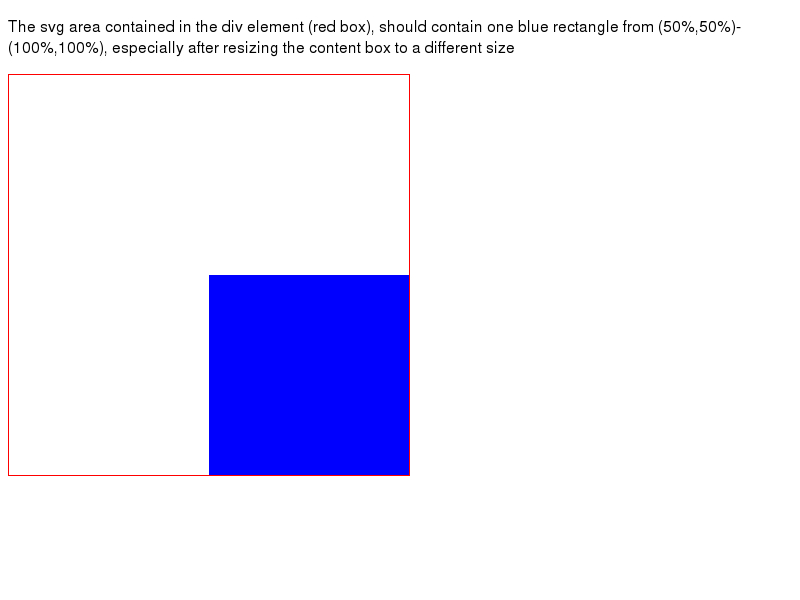 The svg area contained in the div element (red box), should contain one blue rectangle from (50%,50%)-
(100%,100%), especially after resizing the content box to a different size